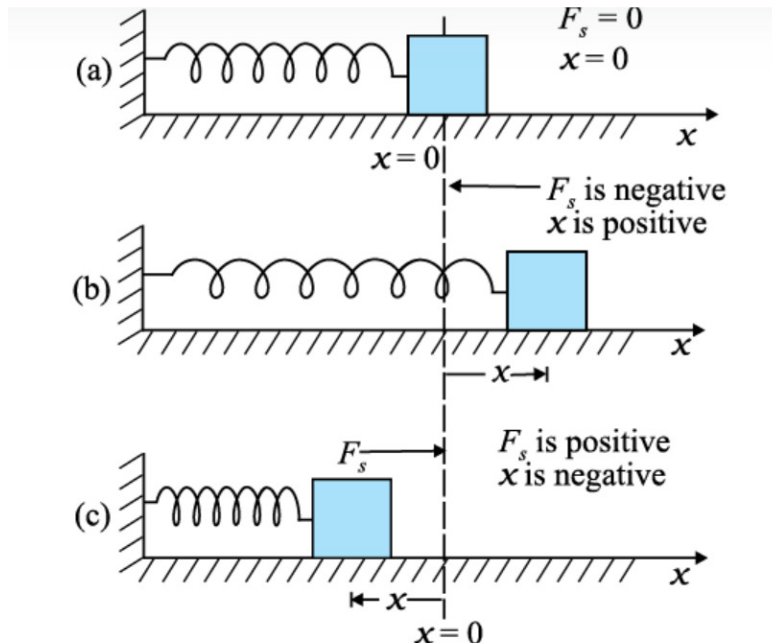 F_s = 0
(a)
x = 0
x
x = 0
F_s is negative
x is positive
(b)
x
x
F_s
F_s is positive
x is negative
(c)
x
x
x = 0